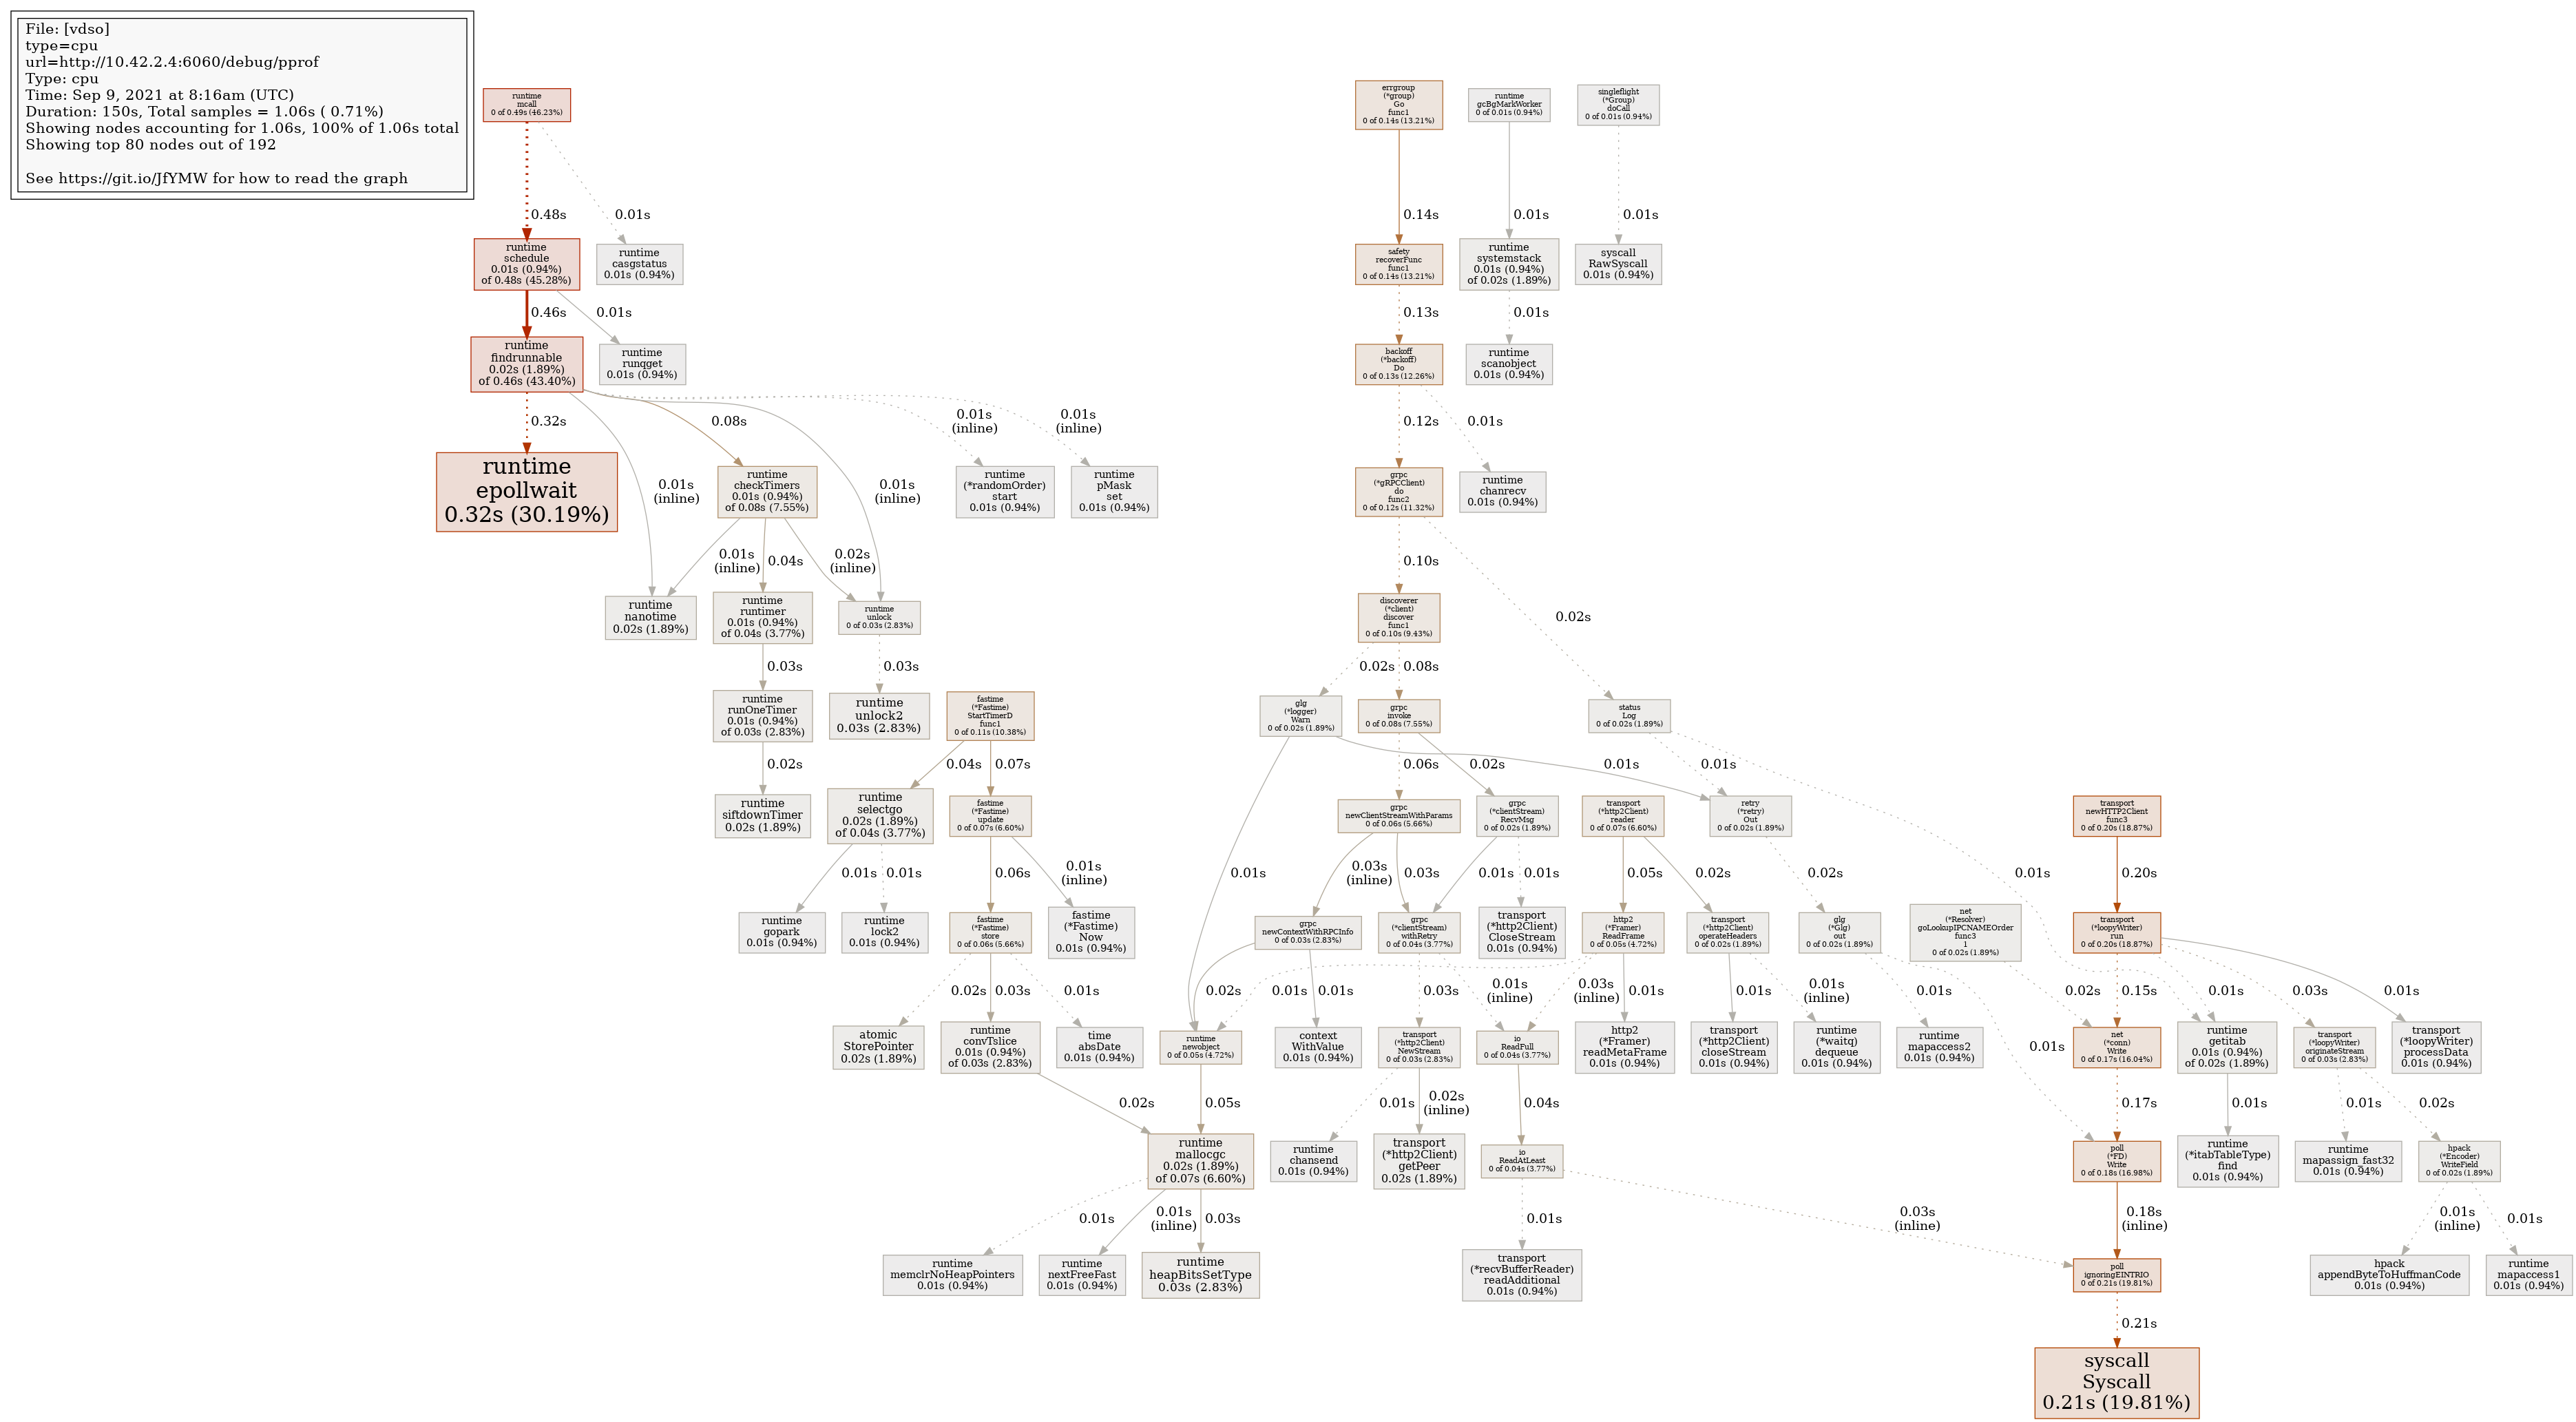 File: [vdso]
type=cpu
url=http://10.42.2.4:6060/debug/pprof
Type: cpu
Time: Sep 9, 2021 at 8:16am (UTC)
Duration: 150s, Total samples = 1.06s ( 0.71%)
Showing nodes accounting for 1.06s, 100% of 1.06s total
Showing top 80 nodes out of 192
See https://git.io/JfYMW for how to read the graph
runtime
mcall
0 of 0.49s (46.23%)
errgroup
(*group)
Go
func1
0 of 0.14s (13.21%)
runtime
gcBgMarkWorker
0 of 0.01s (0.94%)
singleflight
(*Group)
doCall
0 of 0.01s (0.94%)
0.48s
0.01s
0.14s
0.01s
0.01s
runtime
schedule
0.01s (0.94%)
of 0.48s (45.28%)
runtime
casgstatus
0.01s (0.94%)
safety
recoverFunc
func1
0 of 0.14s (13.21%)
runtime
systemstack
0.01s (0.94%)
of 0.02s (1.89%)
syscall
RawSyscall
0.01s (0.94%)
0.46s
0.01s
0.13s
0.01s
runtime
findrunnable
0.02s (1.89%)
of 0.46s (43.40%)
runtime
runqget
0.01s (0.94%)
backoff
(*backoff)
Do
0 of 0.13s (12.26%)
runtime
scanobject
0.01s (0.94%)
0.32s
0.08s
0.01s
(inline)
0.01s
(inline)
0.12s
0.01s
runtime
epollwait
0.32s (30.19%)
0.01s
(inline)
runtime
checkTimers
0.01s (0.94%)
of 0.08s (7.55%)
0.01s
(inline)
runtime
(*randomOrder)
start
0.01s (0.94%)
runtime
pMask
set
0.01s (0.94%)
grpc
(*gRPCClient)
do
func2
0 of 0.12s (11.32%)
runtime
chanrecv
0.01s (0.94%)
0.01s
(inline)
0.04s
0.02s
(inline)
0.10s
0.02s
runtime
nanotime
0.02s (1.89%)
runtime
runtimer
0.01s (0.94%)
of 0.04s (3.77%)
runtime
unlock
0 of 0.03s (2.83%)
discoverer
(*client)
discover
func1
0 of 0.10s (9.43%)
0.03s
0.03s
0.02s
0.08s
runtime
runOneTimer
0.01s (0.94%)
of 0.03s (2.83%)
runtime
unlock2
0.03s (2.83%)
fastime
(*Fastime)
StartTimerD
func1
0 of 0.11s (10.38%)
glg
(*logger)
Warn
0 of 0.02s (1.89%)
grpc
invoke
0 of 0.08s (7.55%)
status
Log
0 of 0.02s (1.89%)
0.02s
0.04s
0.07s
0.06s
0.02s
0.01s
0.01s
runtime
siftdownTimer
0.02s (1.89%)
runtime
selectgo
0.02s (1.89%)
of 0.04s (3.77%)
fastime
(*Fastime)
update
0 of 0.07s (6.60%)
grpc
newClientStreamWithParams
0 of 0.06s (5.66%)
grpc
(*clientStream)
RecvMsg
0 of 0.02s (1.89%)
transport
(*http2Client)
reader
0 of 0.07s (6.60%)
retry
(*retry)
Out
0 of 0.02s (1.89%)
transport
newHTTP2Client
func3
0 of 0.20s (18.87%)
0.01s
0.01s
0.06s
0.01s
(inline)
0.01s
0.03s
(inline)
0.03s
0.01s
0.01s
0.05s
0.02s
0.02s
0.01s
0.20s
runtime
gopark
0.01s (0.94%)
runtime
lock2
0.01s (0.94%)
fastime
(*Fastime)
store
0 of 0.06s (5.66%)
fastime
(*Fastime)
Now
0.01s (0.94%)
grpc
newContextWithRPCInfo
0 of 0.03s (2.83%)
grpc
(*clientStream)
withRetry
0 of 0.04s (3.77%)
transport
(*http2Client)
CloseStream
0.01s (0.94%)
http2
(*Framer)
ReadFrame
0 of 0.05s (4.72%)
transport
(*http2Client)
operateHeaders
0 of 0.02s (1.89%)
glg
(*Glg)
out
0 of 0.02s (1.89%)
net
(*Resolver)
goLookupIPCNAMEOrder
func3
1
0 of 0.02s (1.89%)
transport
(*loopyWriter)
run
0 of 0.20s (18.87%)
0.02s
0.03s
0.01s
0.02s
0.01s
0.01s
0.03s
0.01s
(inline)
0.03s
(inline)
0.01s
0.01s
0.01s
(inline)
0.01s
0.02s
0.15s
0.01s
0.03s
0.01s
atomic
StorePointer
0.02s (1.89%)
runtime
convTslice
0.01s (0.94%)
of 0.03s (2.83%)
time
absDate
0.01s (0.94%)
runtime
newobject
0 of 0.05s (4.72%)
context
WithValue
0.01s (0.94%)
transport
(*http2Client)
NewStream
0 of 0.03s (2.83%)
io
ReadFull
0 of 0.04s (3.77%)
http2
(*Framer)
readMetaFrame
0.01s (0.94%)
transport
(*http2Client)
closeStream
0.01s (0.94%)
runtime
(*waitq)
dequeue
0.01s (0.94%)
runtime
mapaccess2
0.01s (0.94%)
0.01s
net
(*conn)
Write
0 of 0.17s (16.04%)
runtime
getitab
0.01s (0.94%)
of 0.02s (1.89%)
transport
(*loopyWriter)
originateStream
0 of 0.03s (2.83%)
transport
(*loopyWriter)
processData
0.01s (0.94%)
0.02s
0.05s
0.01s
0.02s
(inline)
0.04s
0.17s
0.01s
0.01s
0.02s
runtime
mallocgc
0.02s (1.89%)
of 0.07s (6.60%)
runtime
chansend
0.01s (0.94%)
transport
(*http2Client)
getPeer
0.02s (1.89%)
io
ReadAtLeast
0 of 0.04s (3.77%)
poll
(*FD)
Write
0 of 0.18s (16.98%)
runtime
(*itabTableType)
find
0.01s (0.94%)
runtime
mapassign_fast32
0.01s (0.94%)
hpack
(*Encoder)
WriteField
0 of 0.02s (1.89%)
0.01s
0.01s
(inline)
0.03s
0.01s
0.03s
(inline)
0.18s
(inline)
0.01s
(inline)
0.01s
runtime
memclrNoHeapPointers
0.01s (0.94%)
runtime
nextFreeFast
0.01s (0.94%)
runtime
heapBitsSetType
0.03s (2.83%)
transport
(*recvBufferReader)
readAdditional
0.01s (0.94%)
poll
ignoringEINTRIO
0 of 0.21s (19.81%)
hpack
appendByteToHuffmanCode
0.01s (0.94%)
runtime
mapaccess1
0.01s (0.94%)
0.21s
syscall
Syscall
0.21s (19.81%)